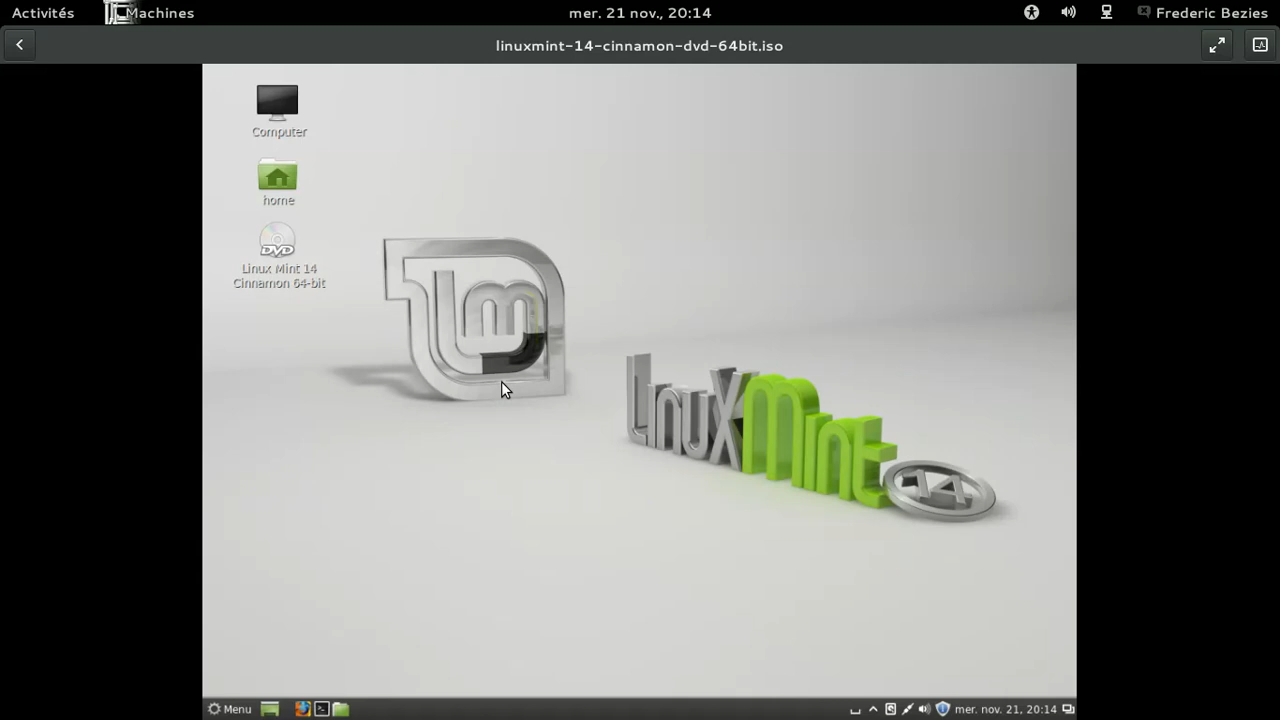 Activités
Machines
mer. 21 nov., 20:14
Frederic Bezies
linuxmint-14-cinnamon-dvd-64bit.iso
Computer
home
DVD
Linux Mint 14
Cinnamon 64-bit
lm
LinuxMint 14
Menu
mer. nov. 21, 20:14